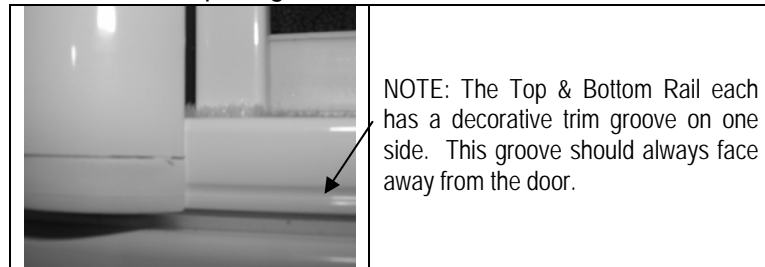 NOTE: The Top & Bottom Rail each
has a decorative trim groove on one
side. This groove should always face
away from the door.